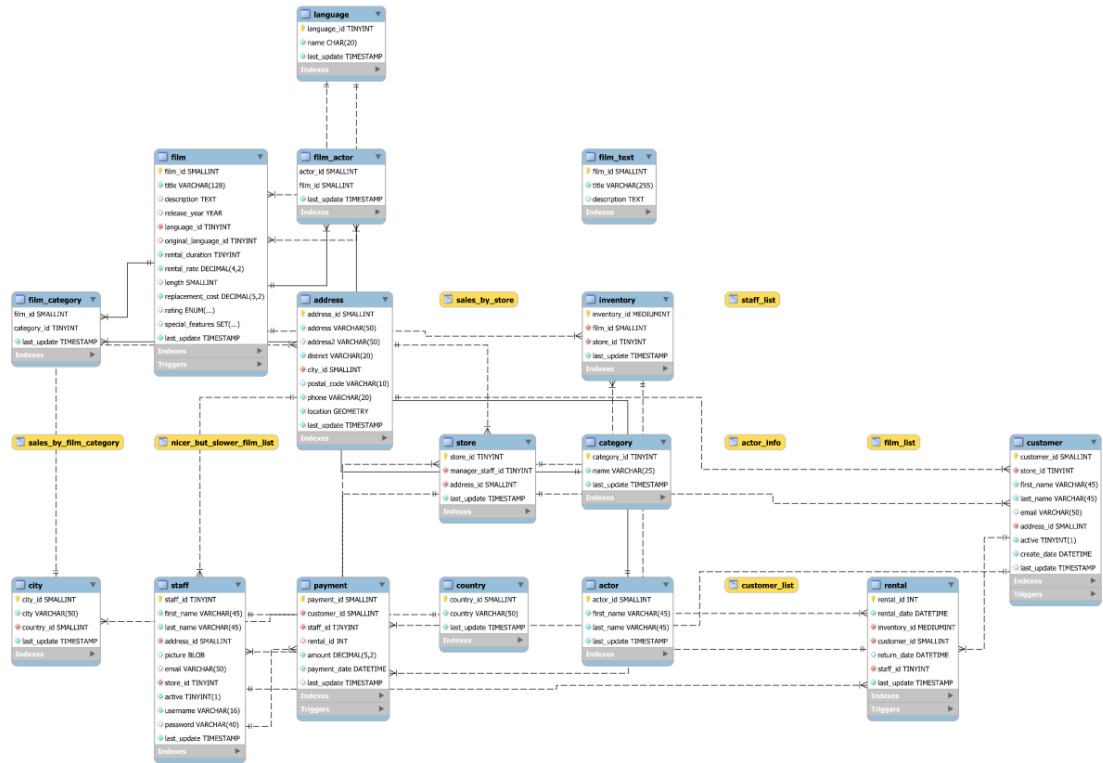 language
language_id TINYINT
name CHAR(20)
last_update TIMESTAMP
Indexes
film
film_id SMALLINT
title VARCHAR(128)
description TEXT
release_year YEAR
language_id TINYINT
original_language_id TINYINT
rental_duration TINYINT
rental_rate DECIMAL(4,2)
length SMALLINT
replacement_cost DECIMAL(5,2)
rating ENUM(...)
special_features SET(...)
last_update TIMESTAMP
Indexes
Triggers
film_actor
actor_id SMALLINT
film_id SMALLINT
last_update TIMESTAMP
Indexes
film_text
film_id SMALLINT
title VARCHAR(255)
description TEXT
Indexes
film_category
film_id SMALLINT
category_id TINYINT
last_update TIMESTAMP
Indexes
address
address_id SMALLINT
address VARCHAR(50)
address2 VARCHAR(50)
district VARCHAR(20)
city_id SMALLINT
postal_code VARCHAR(10)
phone VARCHAR(20)
location GEOMETRY
last_update TIMESTAMP
Indexes
sales_by_store
inventory
inventory_id MEDIUMINT
film_id SMALLINT
store_id TINYINT
last_update TIMESTAMP
Indexes
staff_list
sales_by_film_category
nicer_but_slower_film_list
store
store_id TINYINT
manager_staff_id TINYINT
address_id SMALLINT
last_update TIMESTAMP
Indexes
category
category_id TINYINT
name VARCHAR(25)
last_update TIMESTAMP
Indexes
actor_info
film_list
customer
customer_id SMALLINT
store_id TINYINT
first_name VARCHAR(45)
last_name VARCHAR(45)
email VARCHAR(50)
address_id SMALLINT
active TINYINT(1)
create_date DATETIME
last_update TIMESTAMP
Indexes
Triggers
city
city_id SMALLINT
city VARCHAR(50)
country_id SMALLINT
last_update TIMESTAMP
Indexes
staff
staff_id TINYINT
first_name VARCHAR(45)
last_name VARCHAR(45)
address_id SMALLINT
picture BLOB
email VARCHAR(50)
store_id TINYINT
active TINYINT(1)
username VARCHAR(16)
password VARCHAR(40)
last_update TIMESTAMP
Indexes
payment
payment_id SMALLINT
customer_id SMALLINT
staff_id TINYINT
rental_id INT
amount DECIMAL(5,2)
payment_date DATETIME
last_update TIMESTAMP
Indexes
Triggers
country
country_id SMALLINT
country VARCHAR(50)
last_update TIMESTAMP
Indexes
actor
actor_id SMALLINT
first_name VARCHAR(45)
last_name VARCHAR(45)
last_update TIMESTAMP
Indexes
customer_list
rental
rental_id INT
rental_date DATETIME
inventory_id MEDIUMINT
customer_id SMALLINT
return_date DATETIME
staff_id TINYINT
last_update TIMESTAMP
Indexes
Triggers